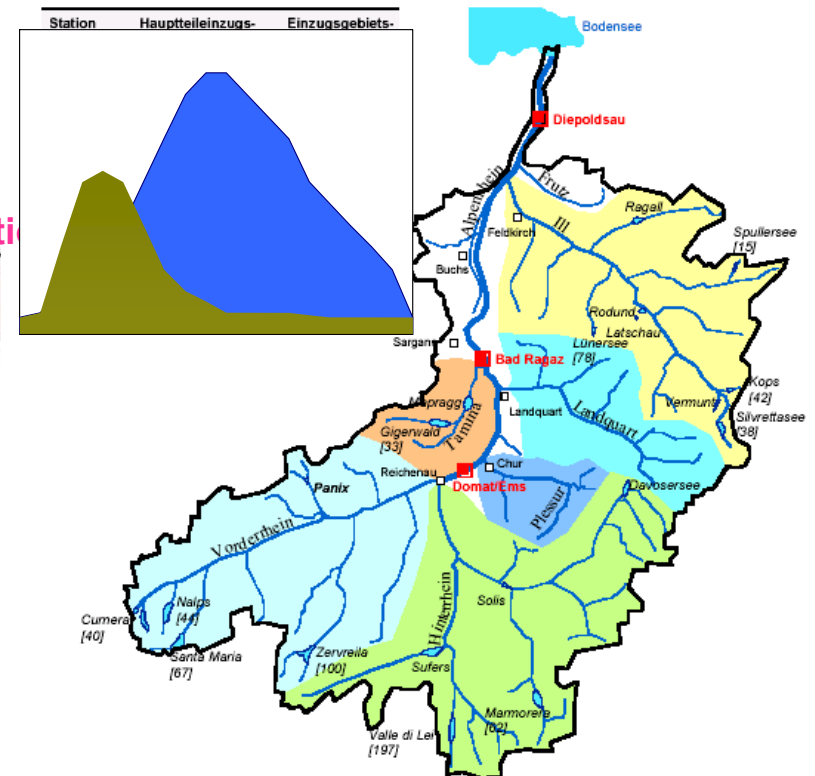 Station Hauptteileinzugs- Einzugsgebiets-
Bodensee
Diepoldsau
Alpenrhein
Frutz
Ragall
Feldkirch
Ill
Spullersee
[15]
Buchs
Rodund
Latschau
Sargans
Lünersee
[78]
Bad Ragaz
Kops
[42]
Mapragg
Landquart
Landquart
Vermunt
Silvrettasee
[38]
Gigerwald
[33]
Tamina
Reichenau
Chur
Domat/Ems
Panix
Plessur
Davosersee
Vorderrhein
Hinterrhein
Solis
Nalps
[44]
Curnera
[40]
Santa Maria
[67]
Zervreila
[100]
Sufers
Marmorera
[62]
Valle di Lei
[197]